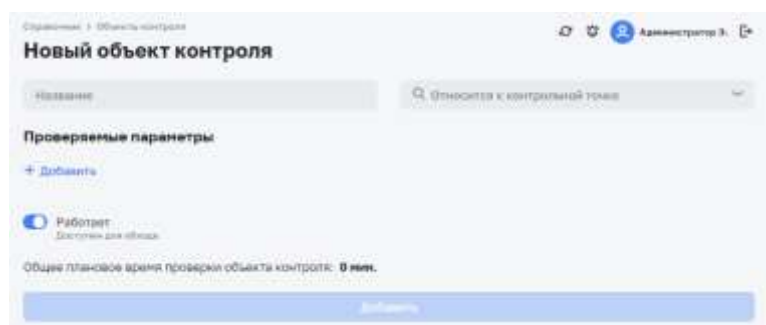 Справочники > Объекты контроля
Администратор Э.
Новый объект контроля
Название
Относится к контрольной точке
Проверяемые параметры
+ Добавить
Работает
Доступен для обхода
Общее плановое время проверки объекта контроля: 0 мин.
Добавить